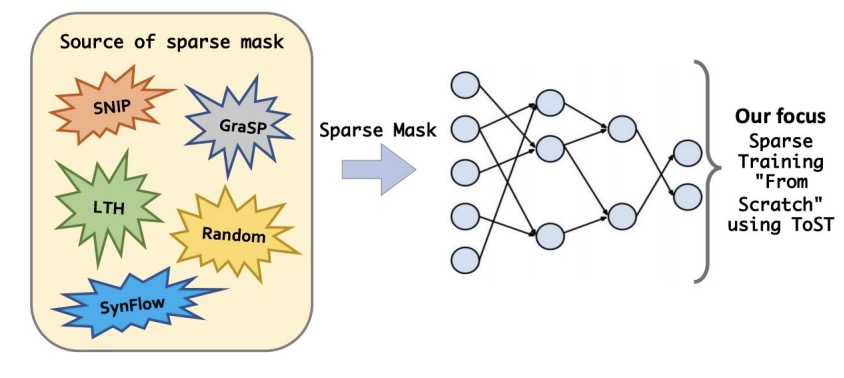 Source of sparse mask
SNIP
GraSP
LTH
Random
SynFlow
Sparse Mask
Our focus
Sparse
Training
"From
Scratch"
using ToST